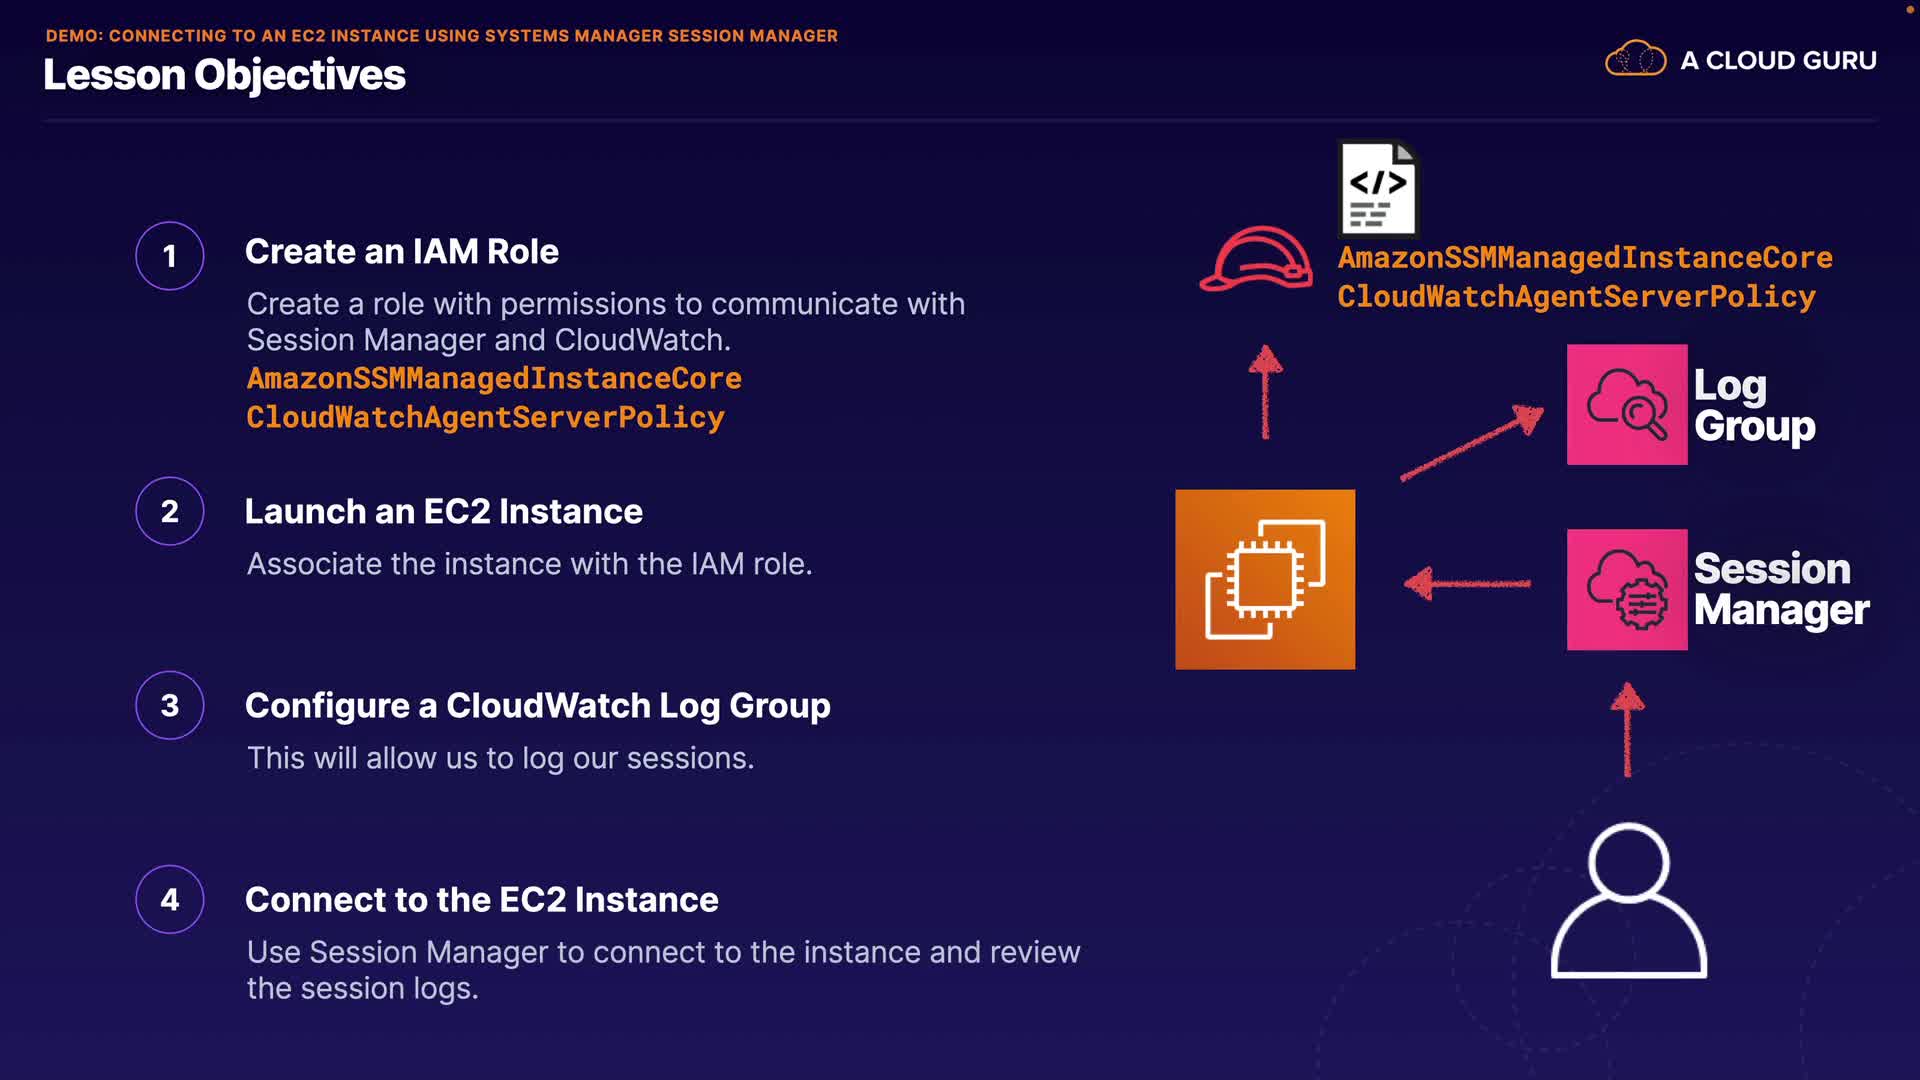 DEMO: CONNECTING TO AN EC2 INSTANCE USING SYSTEMS MANAGER SESSION MANAGER
Lesson Objectives
A CLOUD GURU
1
Create an IAM Role
Create a role with permissions to communicate with
Session Manager and CloudWatch.
AmazonSSMManagedInstanceCore
CloudWatchAgentServerPolicy
2
Launch an EC2 Instance
Associate the instance with the IAM role.
3
Configure a CloudWatch Log Group
This will allow us to log our sessions.
4
Connect to the EC2 Instance
Use Session Manager to connect to the instance and review
the session logs.
</>
AmazonSSMManagedInstanceCore
CloudWatchAgentServerPolicy
Log
Group
Session
Manager